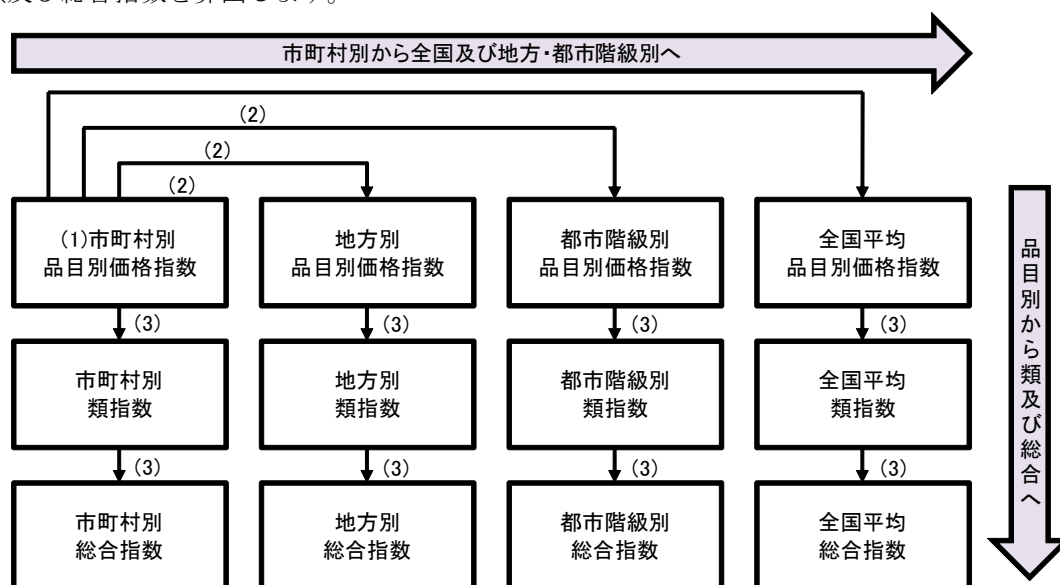 及び総合指数を算出します。
市町村別から全国及び地方・都市階級別へ
(2)
(2)
(2)
(1)市町村別
品目別価格指数
地方別
品目別価格指数
都市階級別
品目別価格指数
全国平均
品目別価格指数
(3)
(3)
(3)
(3)
市町村別
類指数
地方別
類指数
都市階級別
類指数
全国平均
類指数
(3)
(3)
(3)
(3)
市町村別
総合指数
地方別
総合指数
都市階級別
総合指数
全国平均
総合指数
品目別から類及び総合へ